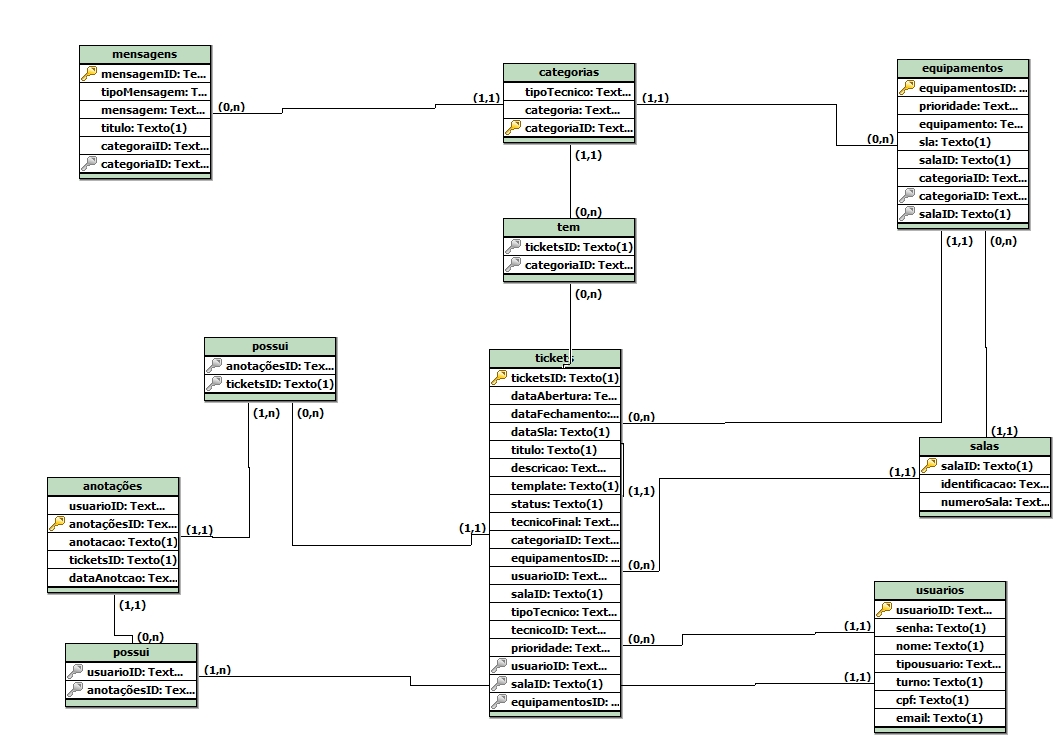 mensagens
mensagemID: Te...
tipoMensagem: T...
mensagem: Text...
titulo: Texto(1)
categoraiID: Text...
categoriaID: Text...
(0,n)
(1,1)
categorias
tipoTecnico: Text...
categoria: Text...
categoriaID: Text...
(1,1)
(1,1)
(0,n)
equipamentos
equipamentosID: ...
prioridade: Text...
equipamento: Te...
sla: Texto(1)
salaID: Texto(1)
categoriaID: Text...
categoriaID: Text...
salaID: Texto(1)
(1,1)
(0,n)
(0,n)
tem
ticketsID: Texto(1)
categoriaID: Text...
(0,n)
possui
anotaçõesID: Tex...
ticketsID: Texto(1)
(1,n)
(0,n)
tickets
ticketsID: Texto(1)
dataAbertura: Te...
dataFechamento:...
dataSla: Texto(1)
titulo: Texto(1)
descricao: Text...
template: Texto(1)
status: Texto(1)
tecnicoFinal: Text...
categoriaID: Text...
equipamentosID: ...
usuarioID: Text...
salaID: Texto(1)
tipoTecnico: Text...
tecnicoID: Text...
prioridade: Text...
usuarioID: Text...
salaID: Texto(1)
equipamentosID: ...
(0,n)
(1,1)
(1,1)
(0,n)
(0,n)
(1,1)
salas
salaID: Texto(1)
identificacao: Text...
numeroSala: Text...
(1,1)
anotações
usuarioID: Text...
anotaçõesID: Tex...
anotacao: Texto(1)
ticketsID: Texto(1)
dataAnotcao: Tex...
(1,1)
(1,1)
(0,n)
possui
usuarioID: Text...
anotaçõesID: Tex...
(1,n)
usuarios
usuarioID: Text...
senha: Texto(1)
nome: Texto(1)
tipousuario: Text...
turno: Texto(1)
cpf: Texto(1)
email: Texto(1)
(1,1)
(1,1)